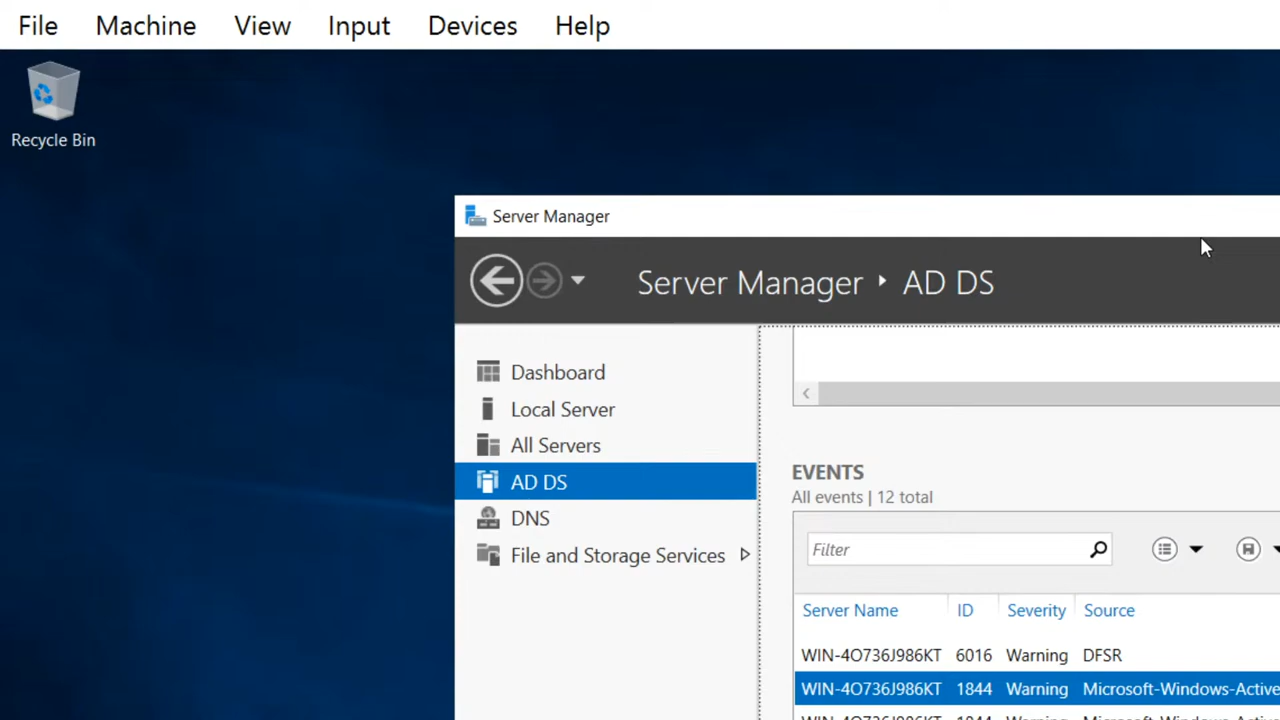 File Machine View Input Devices Help
Recycle Bin
Server Manager
Server Manager AD DS
Dashboard
Local Server
All Servers
AD DS
DNS
File and Storage Services
EVENTS
All events | 12 total
Filter
Server Name ID Severity Source
WIN-4O736J986KT 6016 Warning DFSR
WIN-4O736J986KT 1844 Warning Microsoft-Windows-Active